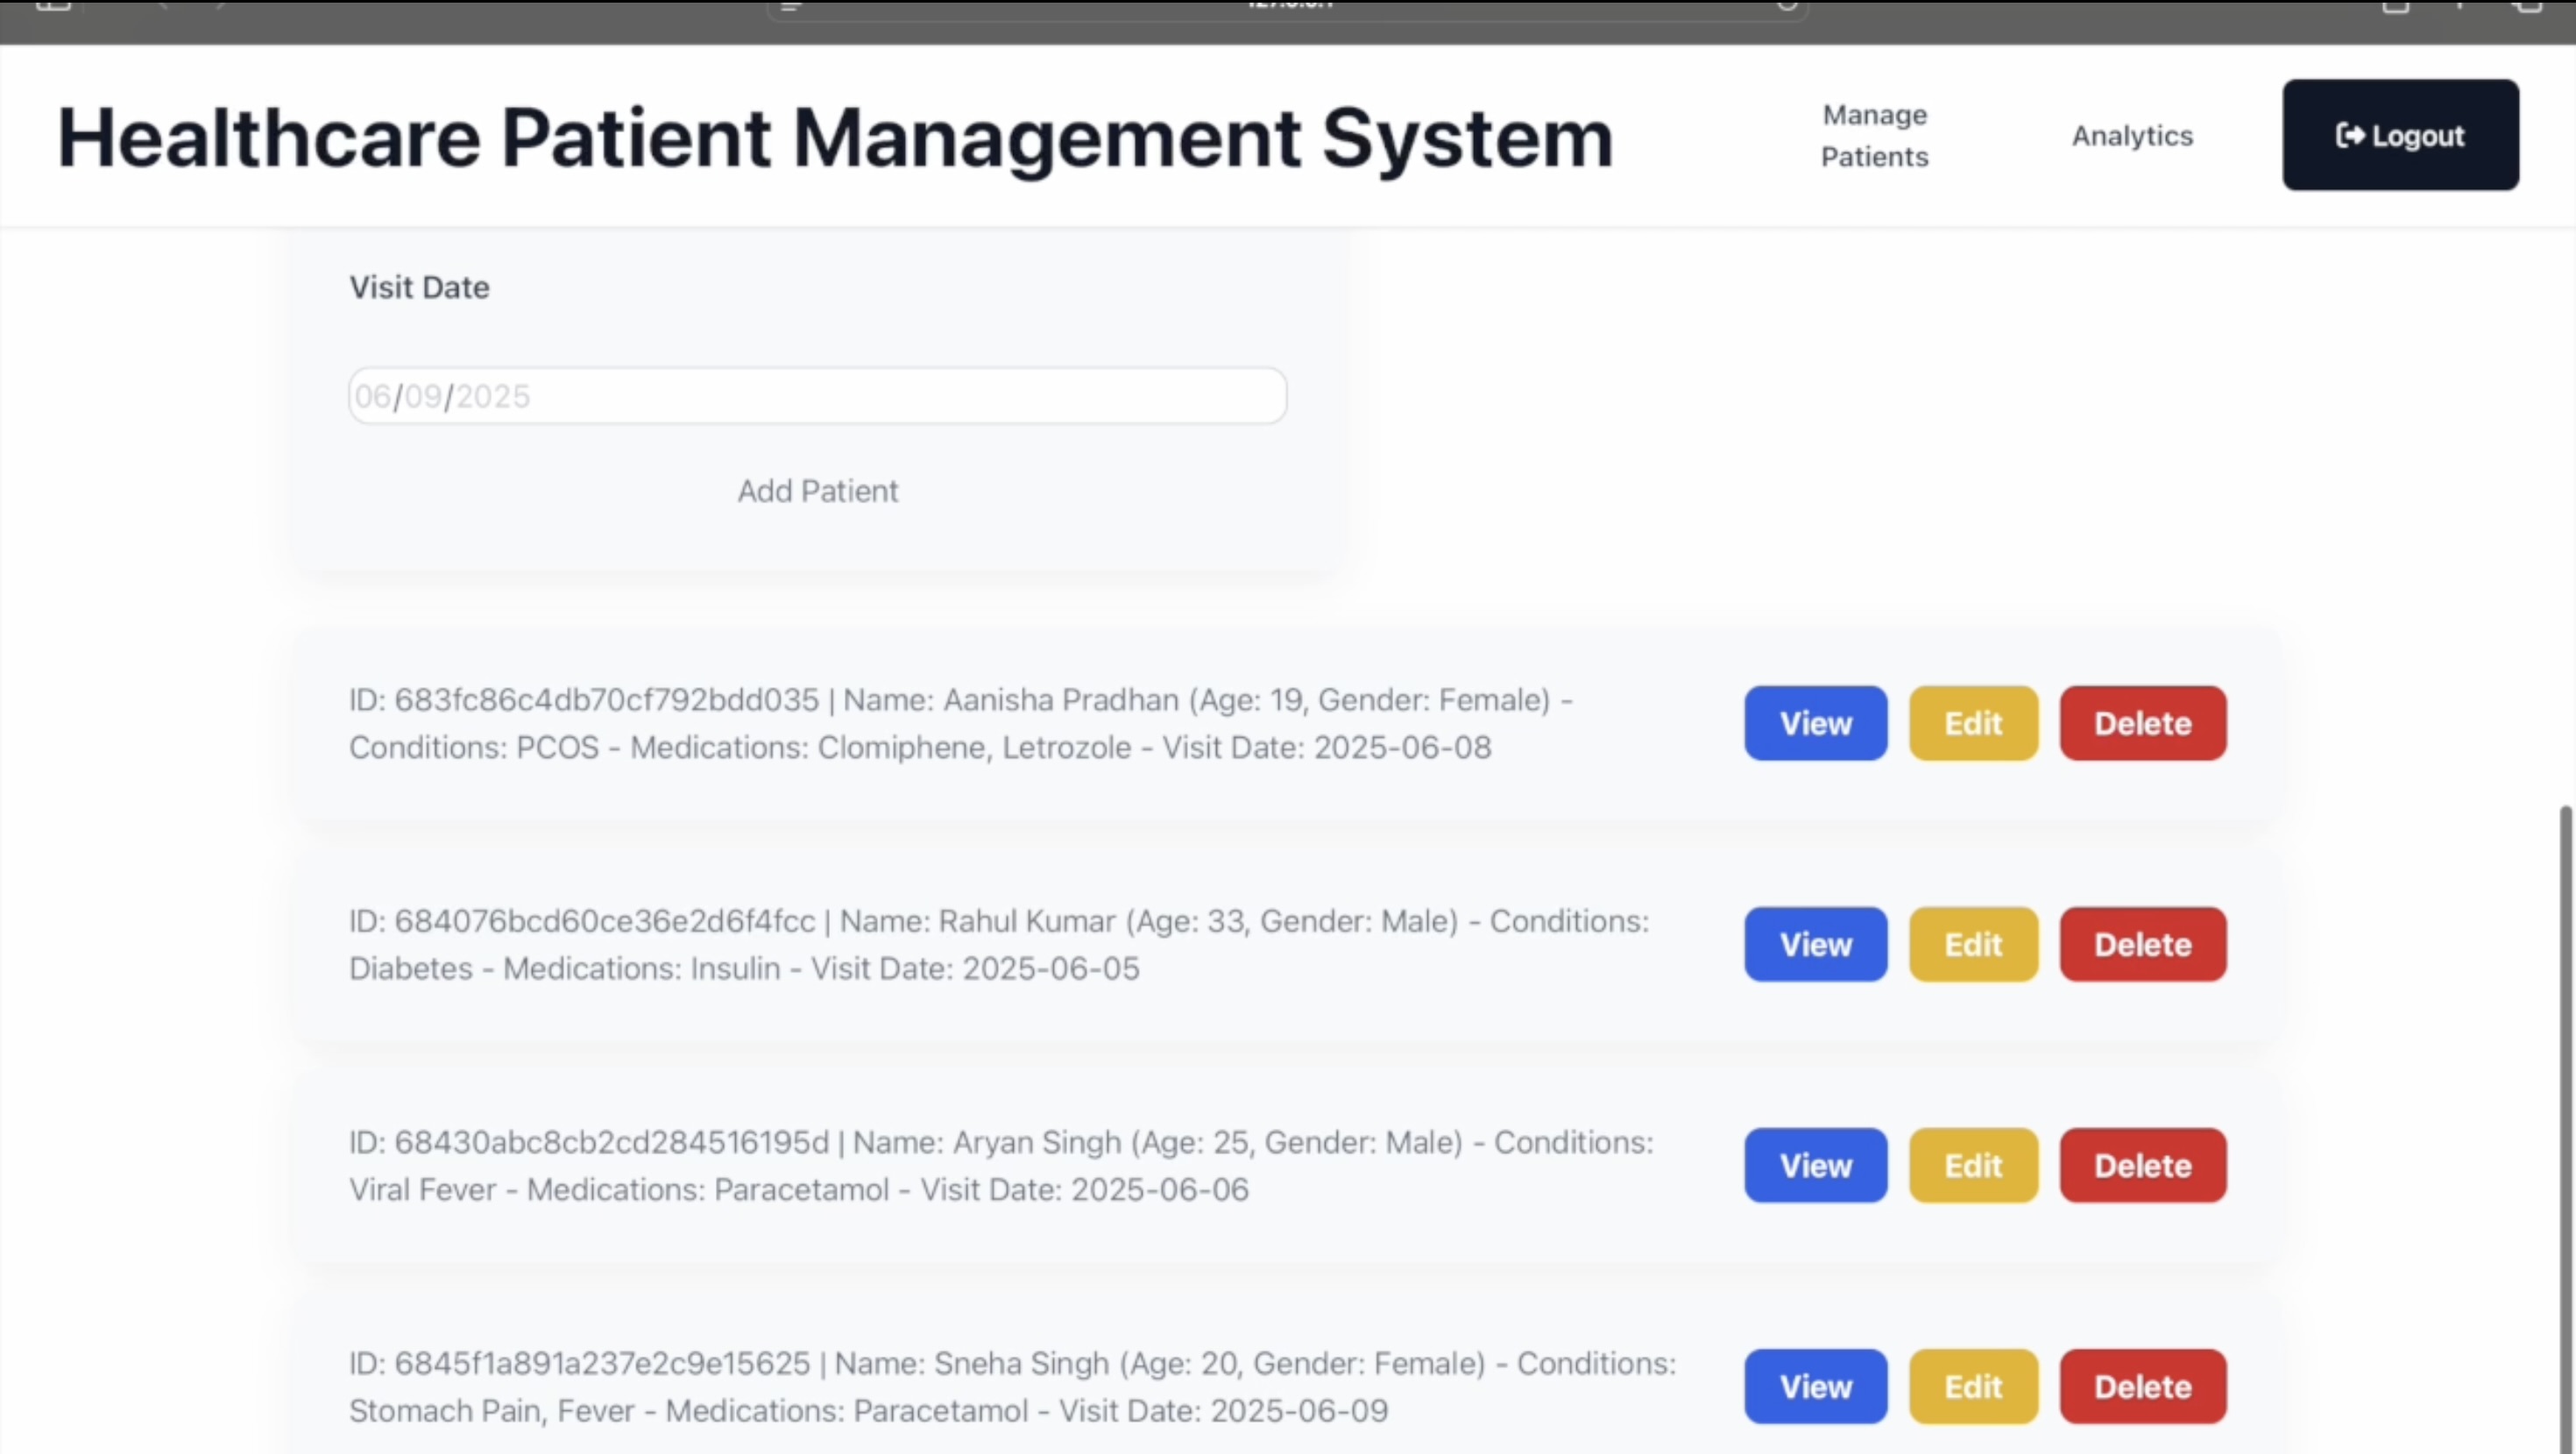 Healthcare Patient Management System
Manage
Patients
Analytics
Logout
Visit Date
06/09/2025
Add Patient
ID: 683fc86c4db70cf792bdd035 | Name: Aanisha Pradhan (Age: 19, Gender: Female) -
Conditions: PCOS - Medications: Clomiphene, Letrozole - Visit Date: 2025-06-08
View
Edit
Delete
ID: 684076bcd60ce36e2d6f4fcc | Name: Rahul Kumar (Age: 33, Gender: Male) - Conditions:
Diabetes - Medications: Insulin - Visit Date: 2025-06-05
View
Edit
Delete
ID: 68430abc8cb2cd284516195d | Name: Aryan Singh (Age: 25, Gender: Male) - Conditions:
Viral Fever - Medications: Paracetamol - Visit Date: 2025-06-06
View
Edit
Delete
ID: 6845f1a891a237e2c9e15625 | Name: Sneha Singh (Age: 20, Gender: Female) - Conditions:
Stomach Pain, Fever - Medications: Paracetamol - Visit Date: 2025-06-09
View
Edit
Delete